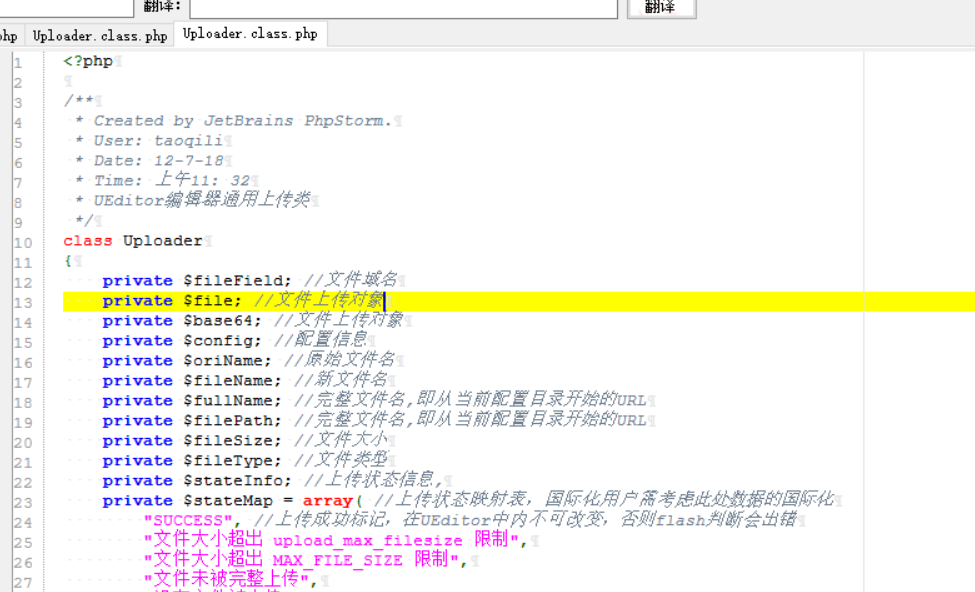 翻译:
翻译
hp
Uploader.class.php
Uploader.class.php
1 <?php
2
3 /**
4 * Created by JetBrains PhpStorm.
5 * User: taoqili
6 * Date: 12-7-18
7 * Time: 上午11: 32
8 * UEditor编辑器通用上传类
9 */
10 class Uploader
11 {
12 private $fileField; //文件域名
13 private $file; //文件上传对象
14 private $base64; //文件上传对象
15 private $config; //配置信息
16 private $oriName; //原始文件名
17 private $fileName; //新文件名
18 private $fullName; //完整文件名,即从当前配置目录开始的URL
19 private $filePath; //完整文件名,即从当前配置目录开始的URL
20 private $fileSize; //文件大小
21 private $fileType; //文件类型
22 private $stateInfo; //上传状态信息,
23 private $stateMap = array( //上传状态映射表，国际化用户需考虑此处数据的国际化
24 "SUCCESS", //上传成功标记，在UEditor中内不可改变，否则flash判断会出错
25 "文件大小超出 upload_max_filesize 限制",
26 "文件大小超出 MAX_FILE_SIZE 限制",
27 "文件未被完整上传",